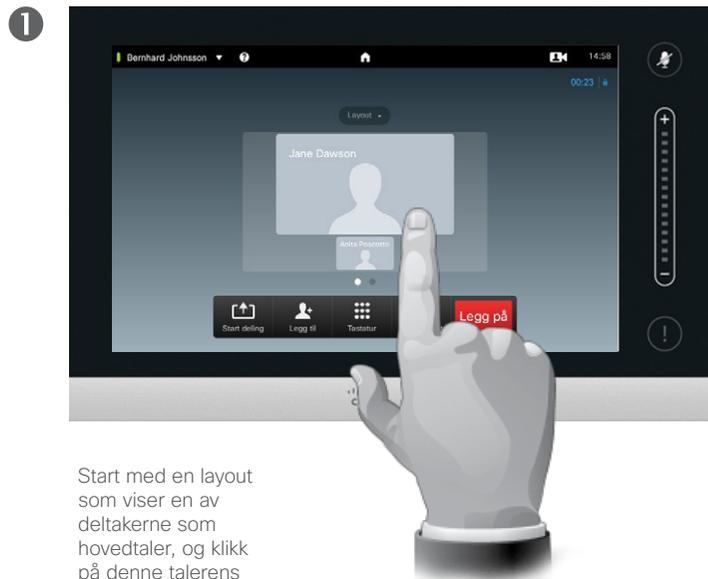 1
Bernhard Johnsson ▼ ? 14:58
00:23
Layout
Jane Dawson
Anita
Start deling Legg til Tastatur Legg på
+
−
!
Start med en layout
som viser en av
deltakerne som
hovedtaler, og klikk
på denne talerens